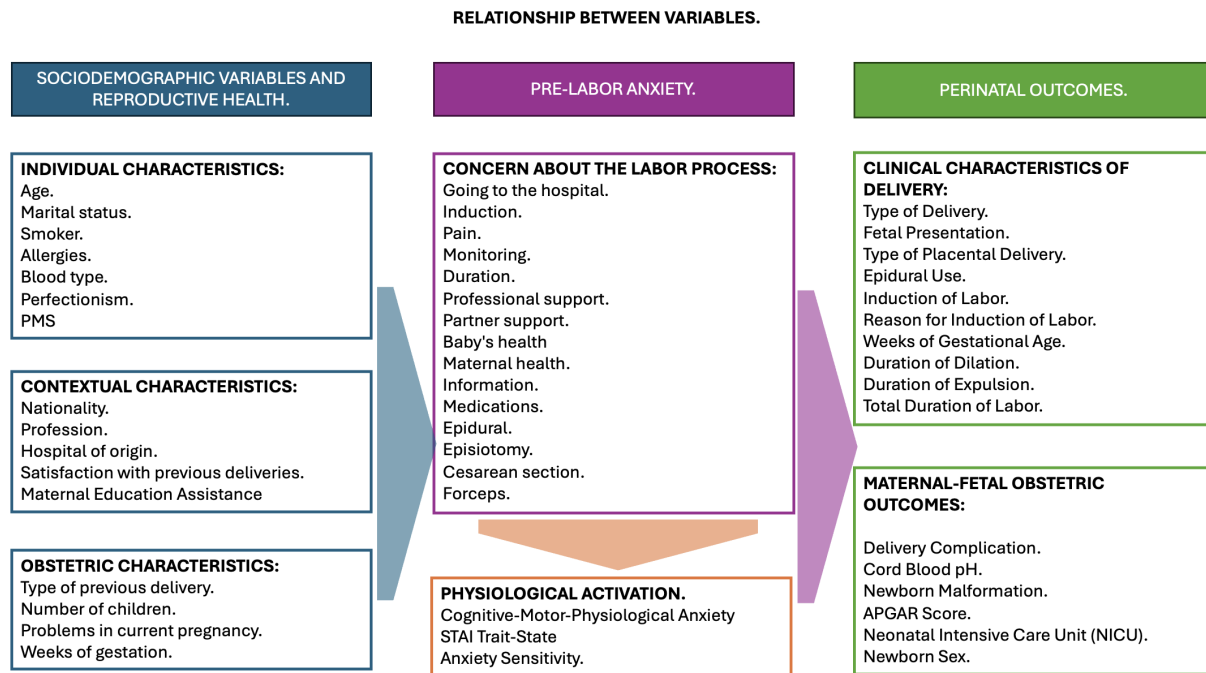 RELATIONSHIP BETWEEN VARIABLES.
SOCIODEMOGRAPHIC VARIABLES AND
REPRODUCTIVE HEALTH.
INDIVIDUAL CHARACTERISTICS:
Age.
Marital status.
Smoker.
Allergies.
Blood type.
Perfectionism.
PMS
CONTEXTUAL CHARACTERISTICS:
Nationality.
Profession.
Hospital of origin.
Satisfaction with previous deliveries.
Maternal Education Assistance
OBSTETRIC CHARACTERISTICS:
Type of previous delivery.
Number of children.
Problems in current pregnancy.
Weeks of gestation.
PRE-LABOR ANXIETY.
CONCERN ABOUT THE LABOR PROCESS:
Going to the hospital.
Induction.
Pain.
Monitoring.
Duration.
Professional support.
Partner support.
Baby's health
Maternal health.
Information.
Medications.
Epidural.
Episiotomy.
Cesarean section.
Forceps.
PHYSIOLOGICAL ACTIVATION.
Cognitive-Motor-Physiological Anxiety
STAI Trait-State
Anxiety Sensitivity.
PERINATAL OUTCOMES.
CLINICAL CHARACTERISTICS OF
DELIVERY:
Type of Delivery.
Fetal Presentation.
Type of Placental Delivery.
Epidural Use.
Induction of Labor.
Reason for Induction of Labor.
Weeks of Gestational Age.
Duration of Dilation.
Duration of Expulsion.
Total Duration of Labor.
MATERNAL-FETAL OBSTETRIC
OUTCOMES:
Delivery Complication.
Cord Blood pH.
Newborn Malformation.
APGAR Score.
Neonatal Intensive Care Unit (NICU).
Newborn Sex.